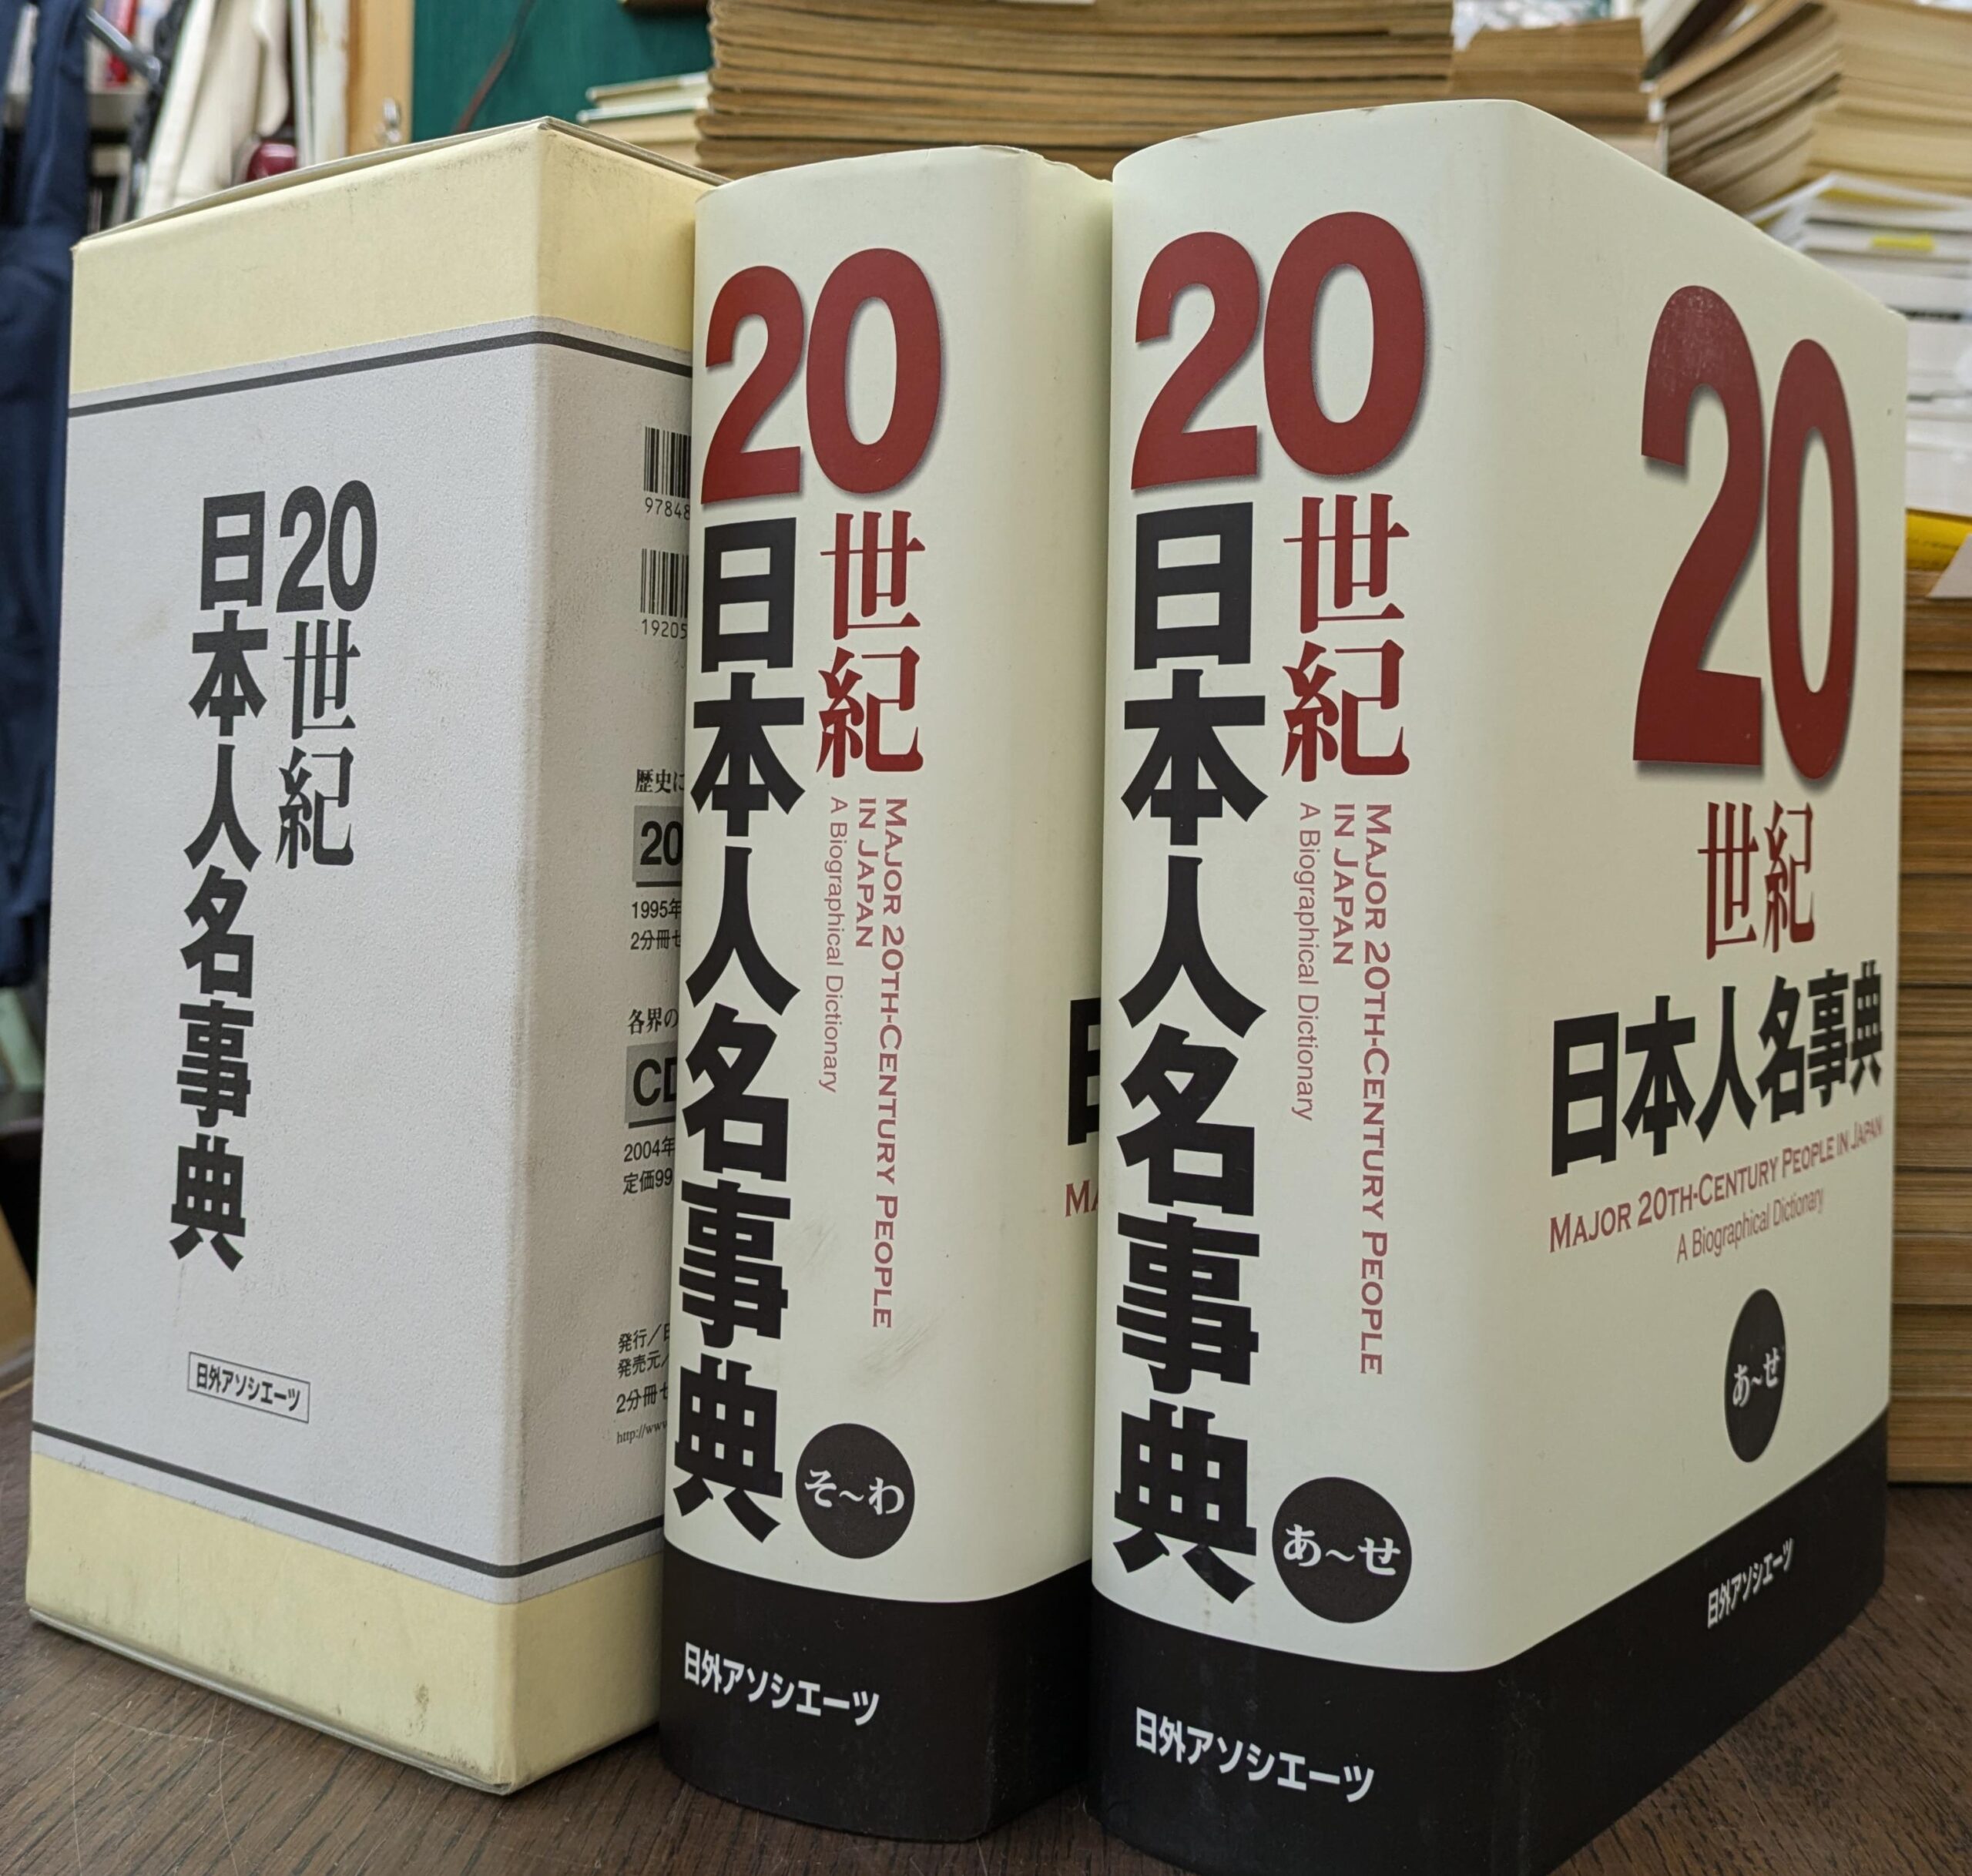 20世紀
日本人名事典
日外アソシエーツ
97848
19205
歴史に
20
1995年
2分冊セ
各界の
CD
2004年
定価99
発行／日
発売元／
2分冊セ
http://www.
20
世紀
日本人名事典
MAJOR 20TH-CENTURY PEOPLE
IN JAPAN
A Biographical Dictionary
そ～わ
日外アソシエーツ
日
MA
20
世紀
日本人名事典
MAJOR 20TH-CENTURY PEOPLE
IN JAPAN
A Biographical Dictionary
あ～せ
日外アソシエーツ
20
世紀
日本人名事典
MAJOR 20TH-CENTURY PEOPLE IN JAPAN
A Biographical Dictionary
あ～せ
日外アソシエーツ